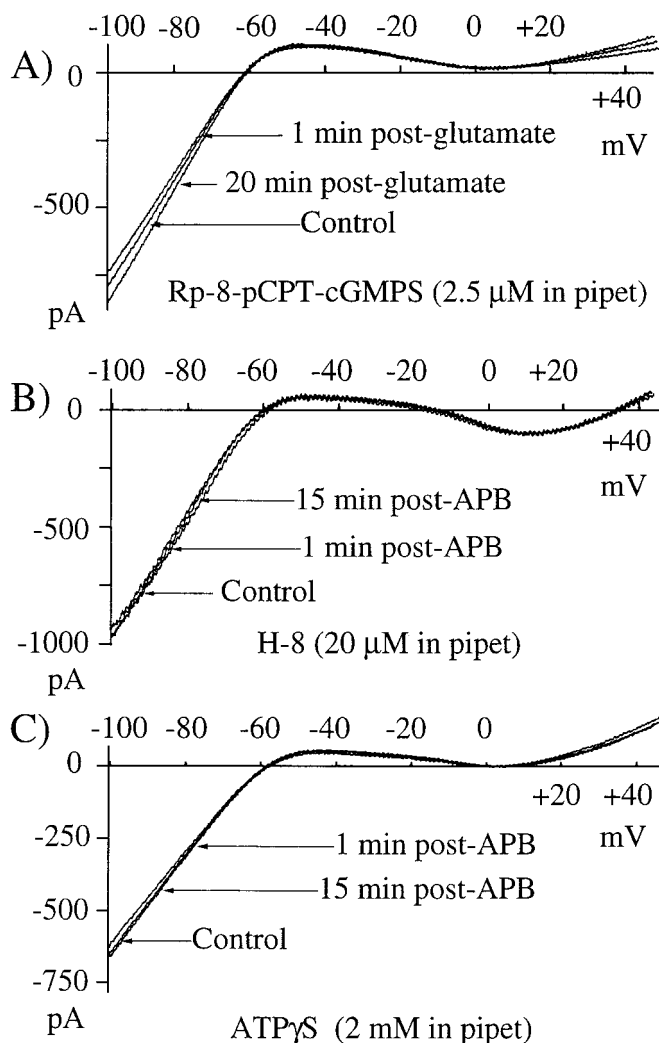 -100 -80 -60 -40 -20 0 +20
A)
0
+40
1 min post-glutamate
mV
20 min post-glutamate
-500
Control
pA
Rp-8-pCPT-cGMPS (2.5 μM in pipet)
-100 -80 -60 -40 -20 0 +20
B)
0
+40
15 min post-APB
mV
-500
1 min post-APB
Control
-1000
H-8 (20 μM in pipet)
pA
-100 -80 -60 -40 -20 0
C)
0
+20 +40
-250
1 min post-APB
mV
15 min post-APB
-500
Control
-750
pA
ATPγS (2 mM in pipet)